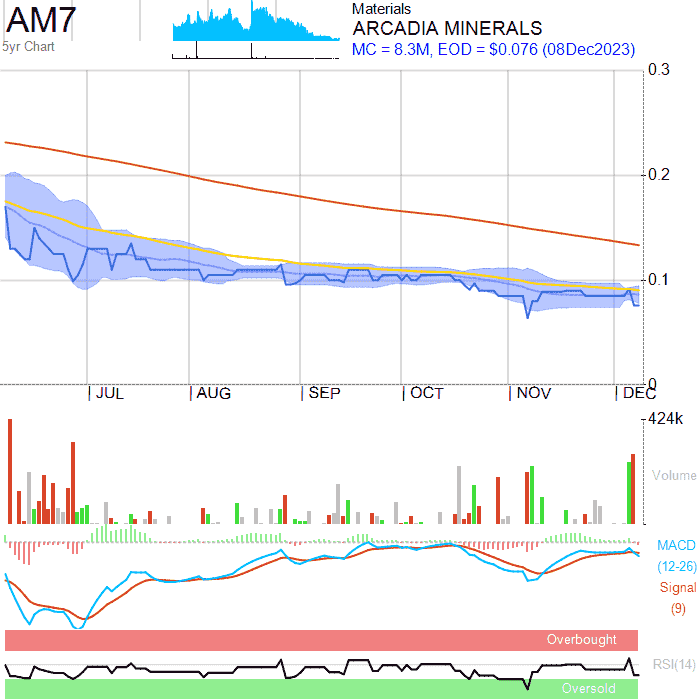 AM7
5yr Chart
Materials
ARCADIA MINERALS
MC = 8.3M, EOD = $0.076 (08Dec2023)
0.3
0.2
0.1
0
JUL AUG SEP OCT NOV DEC
424k
Volume
MACD
(12-26)
Signal
(9)
Overbought
RSI(14)
Oversold